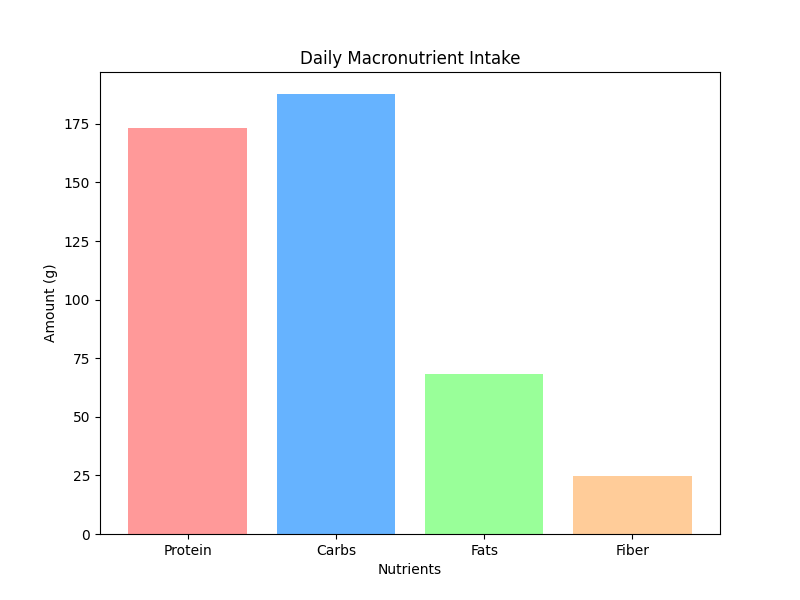 Daily Macronutrient Intake
Amount (g)
175
150
125
100
75
50
25
0
Protein Carbs Fats Fiber
Nutrients